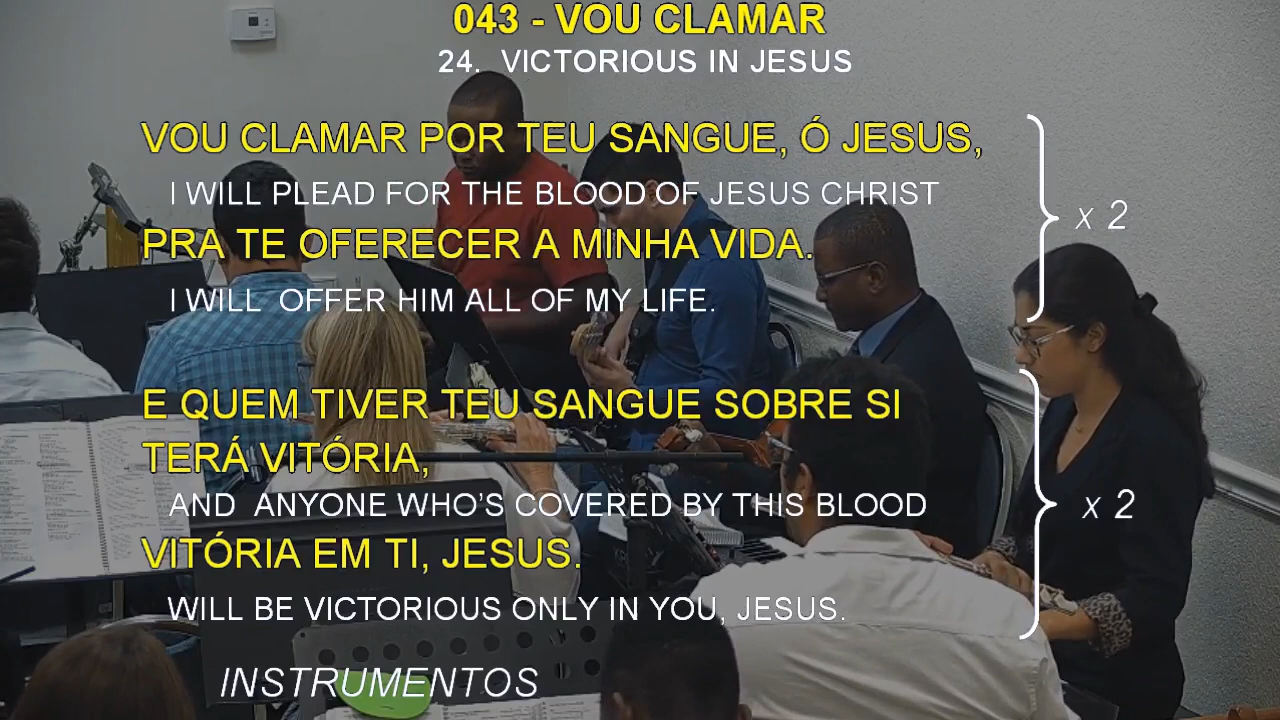 043 - VOU CLAMAR
24. VICTORIOUS IN JESUS
VOU CLAMAR POR TEU SANGUE, Ó JESUS,
I WILL PLEAD FOR THE BLOOD OF JESUS CHRIST
PRA TE OFERECER A MINHA VIDA.
I WILL OFFER HIM ALL OF MY LIFE.
x 2
E QUEM TIVER TEU SANGUE SOBRE SI
TERÁ VITÓRIA,
AND ANYONE WHO'S COVERED BY THIS BLOOD
VITÓRIA EM TI, JESUS.
WILL BE VICTORIOUS ONLY IN YOU, JESUS.
x 2
INSTRUMENTOS